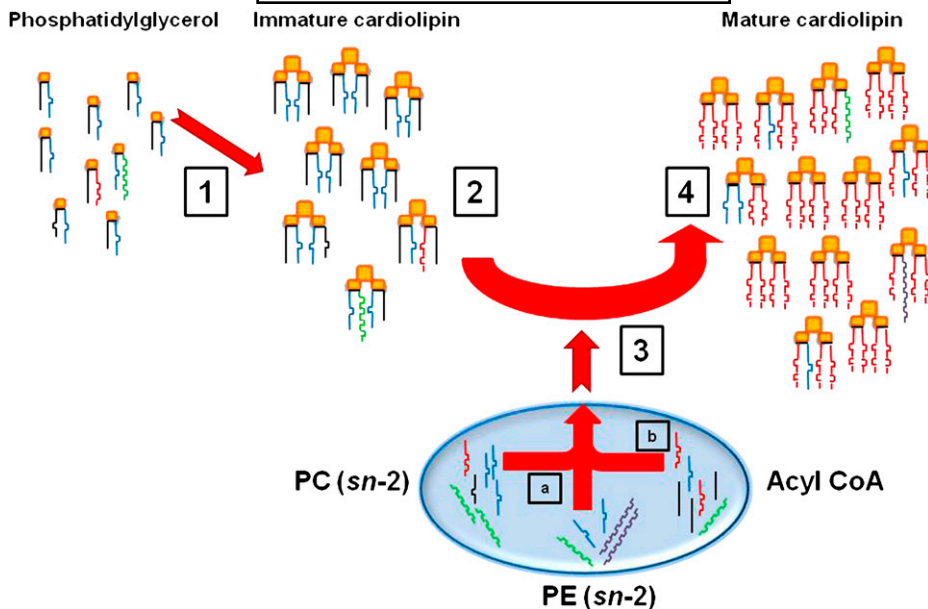 Phosphatidylglycerol
Immature cardiolipin
Mature cardiolipin
1
2
4
3
b
PC (sn-2)
a
Acyl CoA
PE (sn-2)